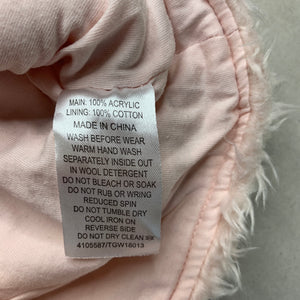 MAIN: 100% ACRYLIC
LINING: 100% COTTON
MADE IN CHINA
WASH BEFORE WEAR
WARM HAND WASH
SEPARATELY INSIDE OUT
IN WOOL DETERGENT
DO NOT BLEACH OR SOAK
DO NOT RUB OR WRING
REDUCED SPIN
DO NOT TUMBLE DRY
COOL IRON ON
REVERSE SIDE
DO NOT DRY CLEAN
4105587/TGW18013